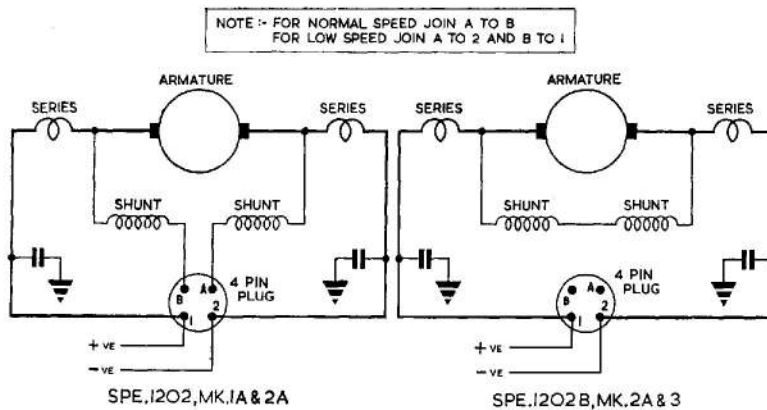 NOTE :- FOR NORMAL SPEED JOIN A TO B
FOR LOW SPEED JOIN A TO 2 AND B TO 1
ARMATURE
SERIES
SERIES
SHUNT
SHUNT
4 PIN
PLUG
B
A
1
2
+ VE
- VE
SPE.1202,MK.1A & 2A
ARMATURE
SERIES
SERIES
SHUNT
SHUNT
4 PIN
PLUG
B
A
1
2
+ VE
- VE
SPE.1202B,MK.2A & 3